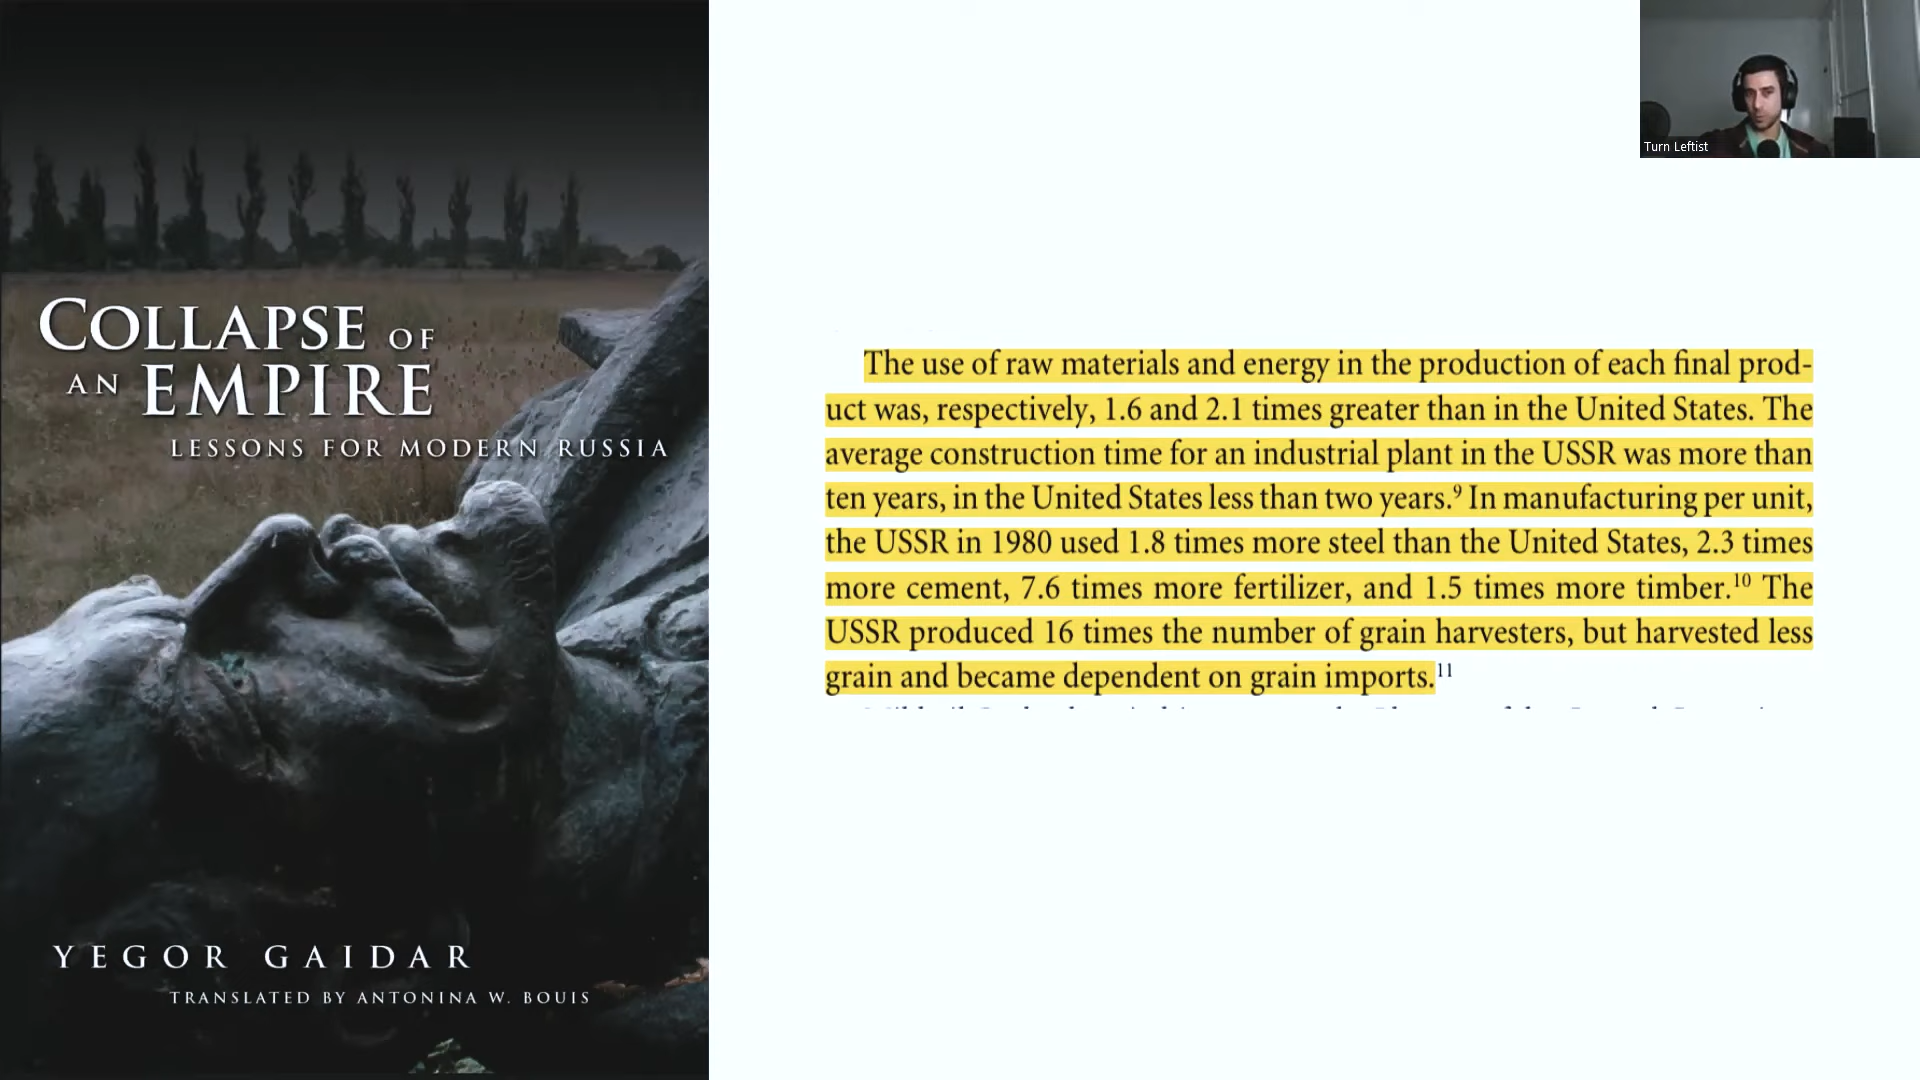 COLLAPSE OF
AN EMPIRE
LESSONS FOR MODERN RUSSIA
YEGOR GAIDAR
TRANSLATED BY ANTONINA W. BOUIS
The use of raw materials and energy in the production of each final prod-
uct was, respectively, 1.6 and 2.1 times greater than in the United States. The
average construction time for an industrial plant in the USSR was more than
ten years, in the United States less than two years.⁹ In manufacturing per unit,
the USSR in 1980 used 1.8 times more steel than the United States, 2.3 times
more cement, 7.6 times more fertilizer, and 1.5 times more timber.¹⁰ The
USSR produced 16 times the number of grain harvesters, but harvested less
grain and became dependent on grain imports.¹¹
Turn Leftist